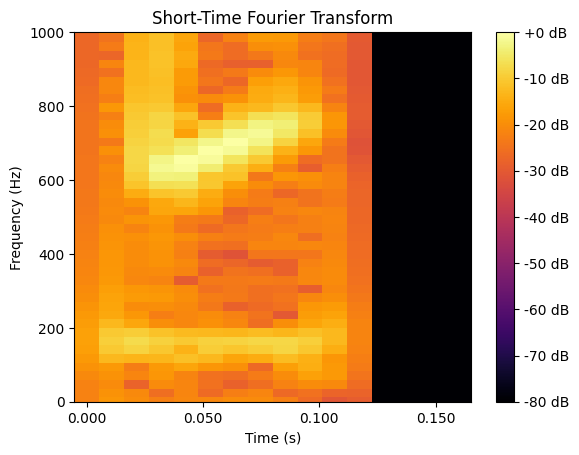 Short-Time Fourier Transform
1000
800
600
400
200
0
Frequency (Hz)
0.000
0.050
0.100
0.150
Time (s)
+0 dB
-10 dB
-20 dB
-30 dB
-40 dB
-50 dB
-60 dB
-70 dB
-80 dB